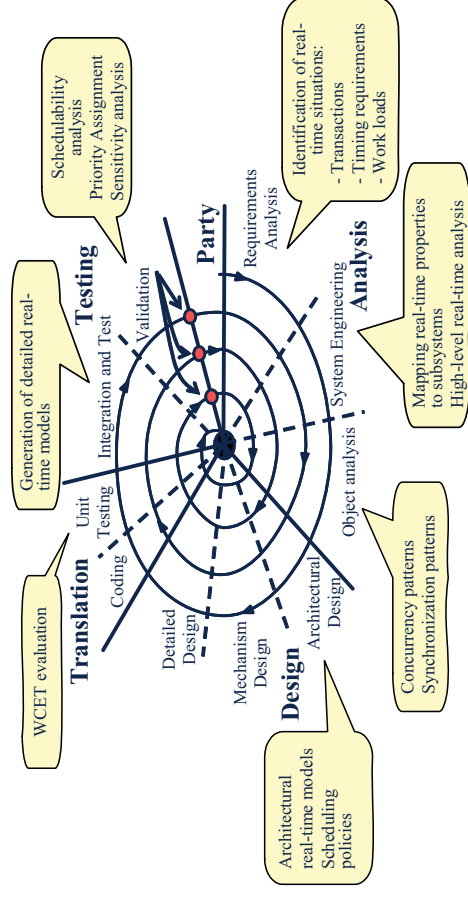 WCET evaluation
Generation of detailed real-
time models
Schedulability
analysis
Priority Assignment
Sensitivity analysis
Translation
Unit
Testing
Coding
Integration and Test
Testing
Validation
Party
Detailed
Design
Mechanism
Design
Design
Architectural
Design
Object analysis
System Engineering
Analysis
Requirements
Analysis
Architectural
real-time models
Scheduling
policies
Concurrency patterns
Synchronization patterns
Mapping real-time properties
to subsystems
High-level real-time analysis
Identification of real-
time situations:
- Transactions
- Timing requirements
- Work loads